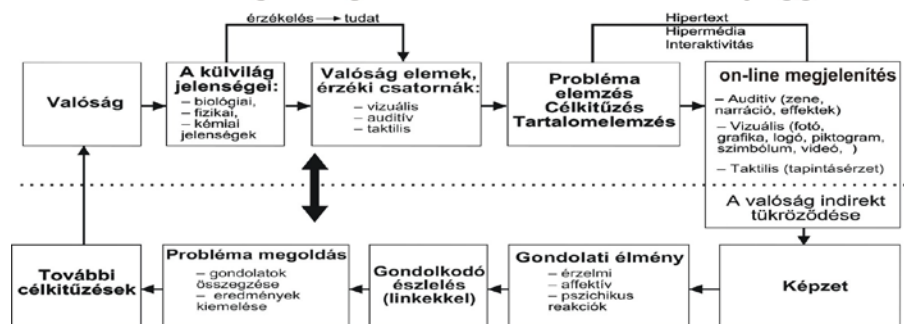 érzékelés → tudat
Hipertext
Hipermédia
Interaktivitás
Valóság
A külvilág
jelenségei:
– biológiai,
– fizikai,
– kémiai
jelenségek
Valóság elemek,
érzéki csatornák:
– vizuális
– auditív
– taktilis
Probléma
elemzés
Célkitűzés
Tartalomelemzés
on-line megjelenítés
– Auditiv (zene,
narráció, effektek)
– Vizuális (fotó,
grafika, logó, piktogram,
szimbólum, videó, )
– Taktilis (tapintásérzet)
A valóság indirekt
tükröződése
További
célkitűzések
Probléma megoldás
– gondolatok
összegzése
– eredmények
kiemelése
Gondolkodó
észlelés
(linkekkel)
Gondolati élmény
– érzelmi
– affektív
– pszichikus
reakciók
Képzet